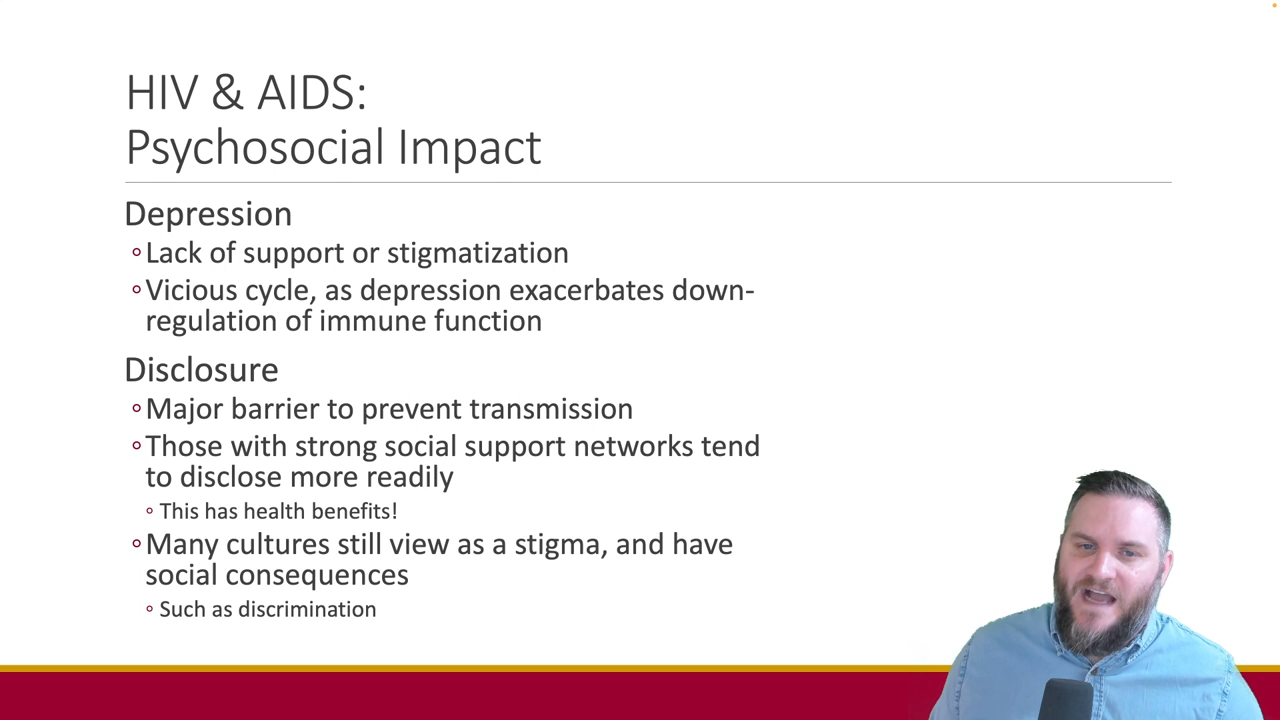 HIV & AIDS:
Psychosocial Impact
Depression
◦Lack of support or stigmatization
◦Vicious cycle, as depression exacerbates down-
regulation of immune function
Disclosure
◦Major barrier to prevent transmission
◦Those with strong social support networks tend
to disclose more readily
◦This has health benefits!
◦Many cultures still view as a stigma, and have
social consequences
◦Such as discrimination